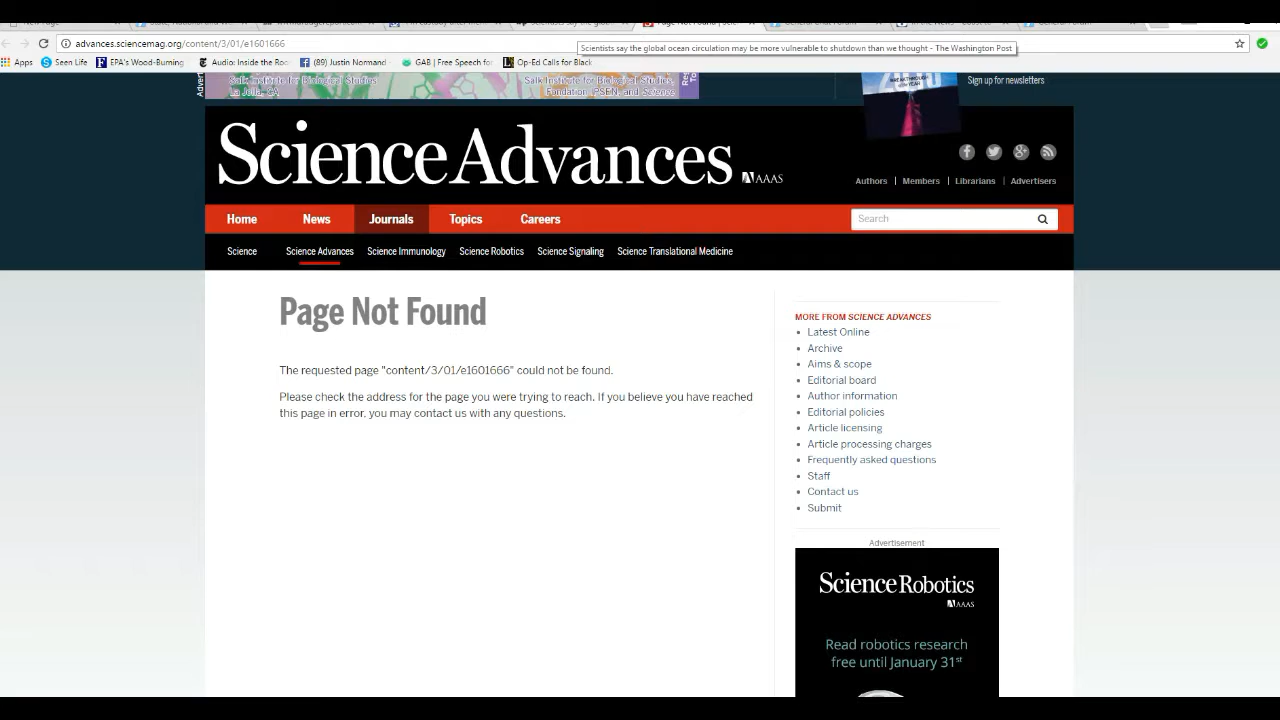 advances.sciencemag.org/content/3/01/e1601666
Scientists say the global ocean circulation may be more vulnerable to shutdown than we thought - The Washington Post
Apps Seen Life EPA's Wood-Burning Audio: Inside the Roo (89) Justin Normand GAB | Free Speech fo Op-Ed Calls for Black
Salk Institute for Biological Studies
La Jolla, CA
Salk Institute for Biological Studies,
Fondation IPSEN, and Science
Sign up for newsletters
Science Advances
AAAS
Authors | Members | Librarians | Advertisers
Home News Journals Topics Careers
Search
Science Science Advances Science Immunology Science Robotics Science Signaling Science Translational Medicine
Page Not Found
The requested page "content/3/01/e1601666" could not be found.
Please check the address for the page you were trying to reach. If you believe you have reached
this page in error, you may contact us with any questions.
MORE FROM SCIENCE ADVANCES
Latest Online
Archive
Aims & scope
Editorial board
Author information
Editorial policies
Article licensing
Article processing charges
Frequently asked questions
Staff
Contact us
Submit
Advertisement
Science Robotics
AAAS
Read robotics research
free until January 31st